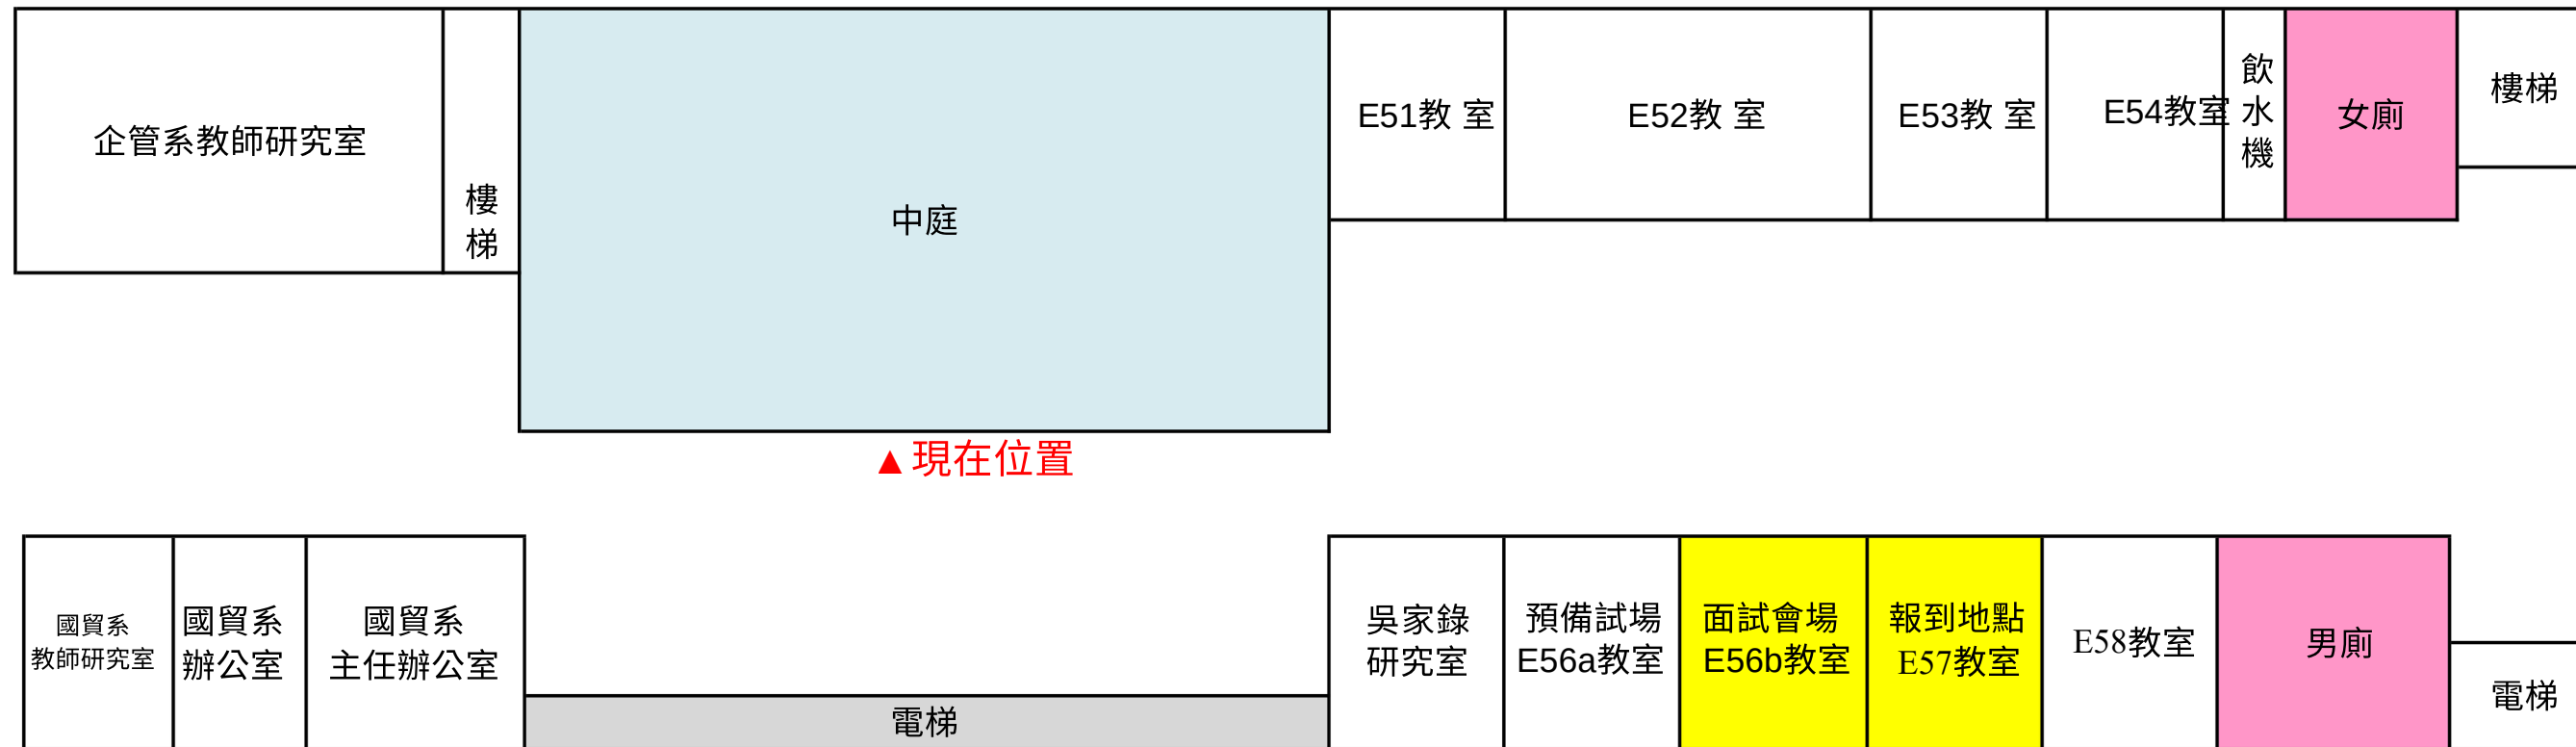 企管系教師研究室
樓
梯
中庭
E51教 室
E52教 室
E53教 室
E54教室
飲
水
機
女廁
樓梯
▲現在位置
國貿系
教師研究室
國貿系
辦公室
國貿系
主任辦公室
電梯
吳家錄
研究室
預備試場
E56a教室
面試會場
E56b教室
報到地點
E57教室
E58教室
男廁
電梯